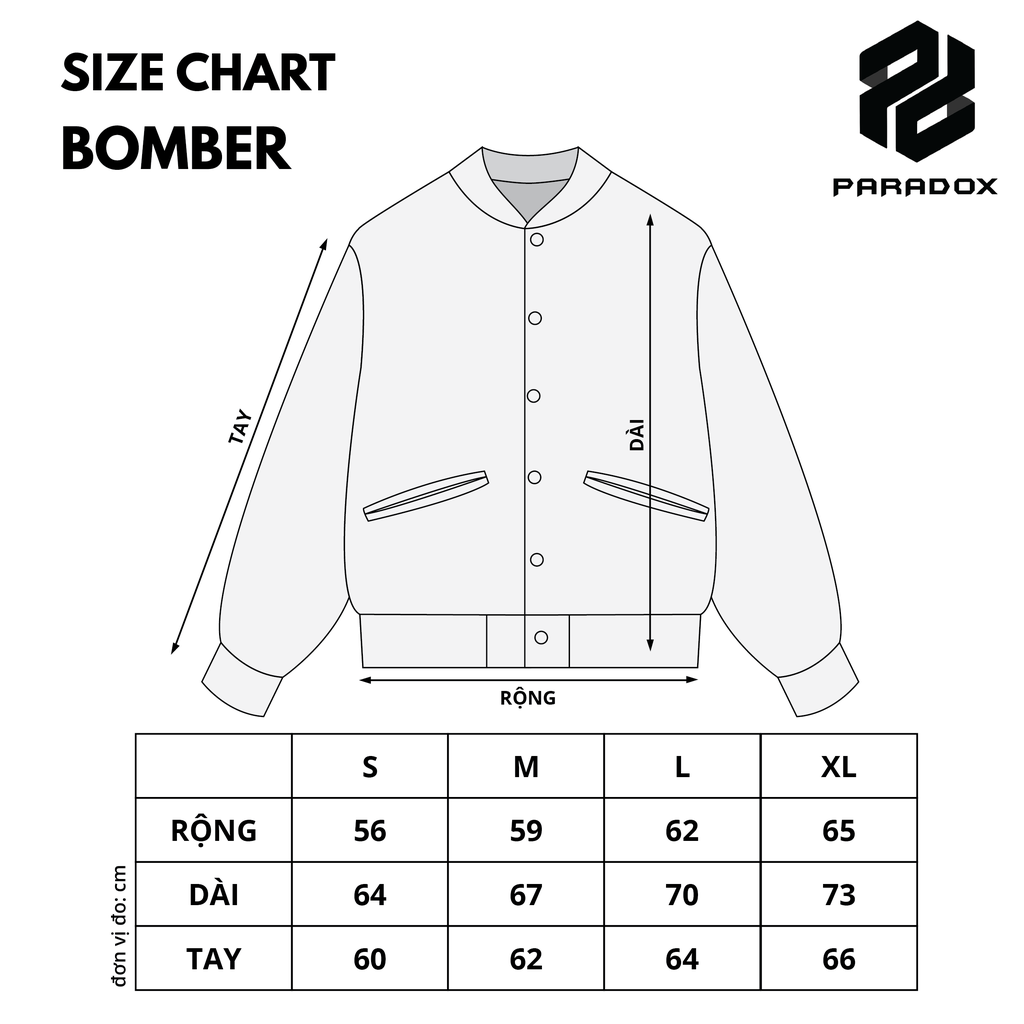 SIZE CHART
BOMBER
PARADOX
TAY
DÀI
RỘNG
S M L XL
RỘNG 56 59 62 65
DÀI 64 67 70 73
TAY 60 62 64 66
đơn vị đo: cm